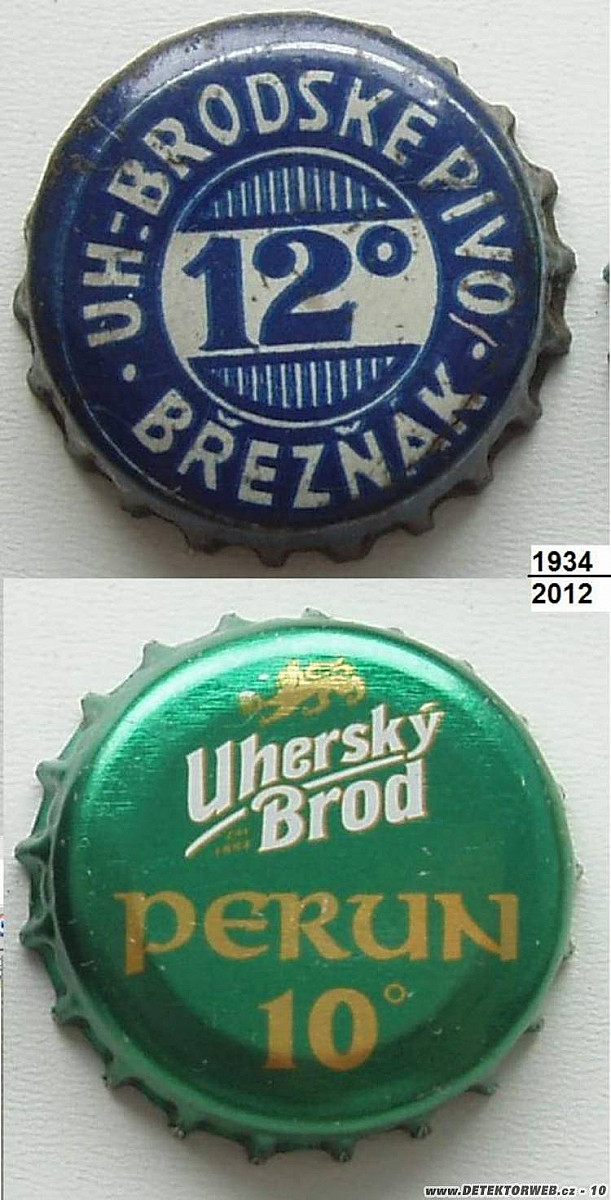 UH.-BRODSKÉ PIVO
12°
BŘEZŇÁK
1934
2012
Uherský
Brod
PERUN
10°
www.DETEKTORWEB.cz - 10